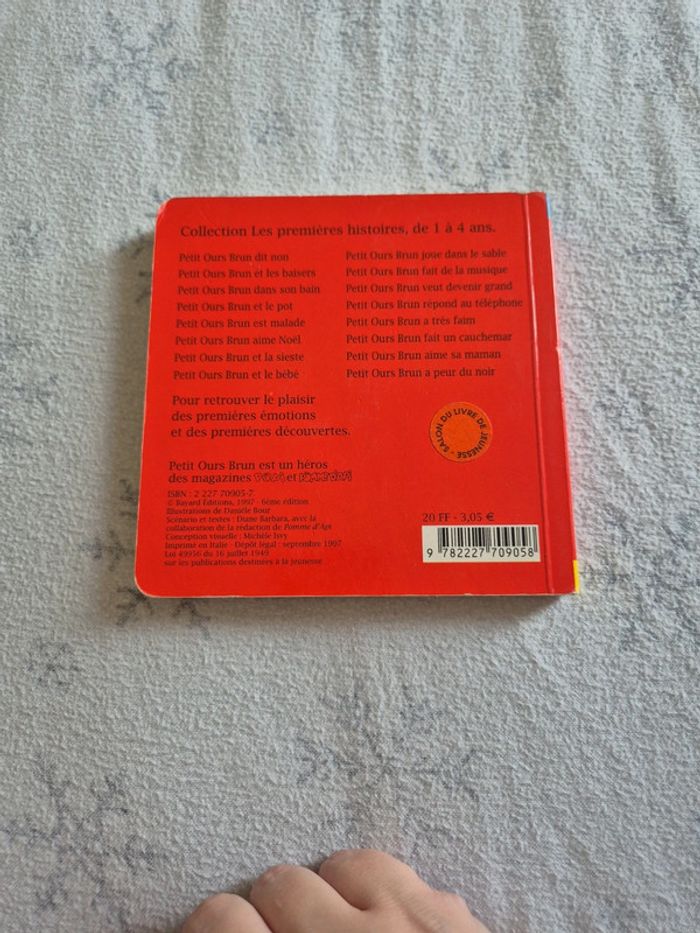 Collection Les premières histoires, de 1 à 4 ans.
Petit Ours Brun dit non
Petit Ours Brun et les baisers
Petit Ours Brun dans son bain
Petit Ours Brun et le pot
Petit Ours Brun est malade
Petit Ours Brun aime Noël
Petit Ours Brun et la sieste
Petit Ours Brun et le bébé
Petit Ours Brun joue dans le sable
Petit Ours Brun fait de la musique
Petit Ours Brun veut devenir grand
Petit Ours Brun répond au téléphone
Petit Ours Brun a très faim
Petit Ours Brun fait un cauchemar
Petit Ours Brun aime sa maman
Petit Ours Brun a peur du noir
Pour retrouver le plaisir
des premières émotions
et des premières découvertes.
SALON DU LIVRE DE JEUNESSE -
Petit Ours Brun est un héros
des magazines et
ISBN : 2 227 70905-7
© Bayard Éditions, 1997 - 6ème édition
Illustrations de Danièle Bour
Scénario et textes : Diane Barbara, avec la
collaboration de la rédaction de Pomme d'Api
Conception visuelle : Michèle Isvy
Imprimé en Italie - Dépôt légal : septembre 1997
Loi 49956 du 16 juillet 1949
sur les publications destinées à la jeunesse
20 FF - 3,05 €
9 782227 709058